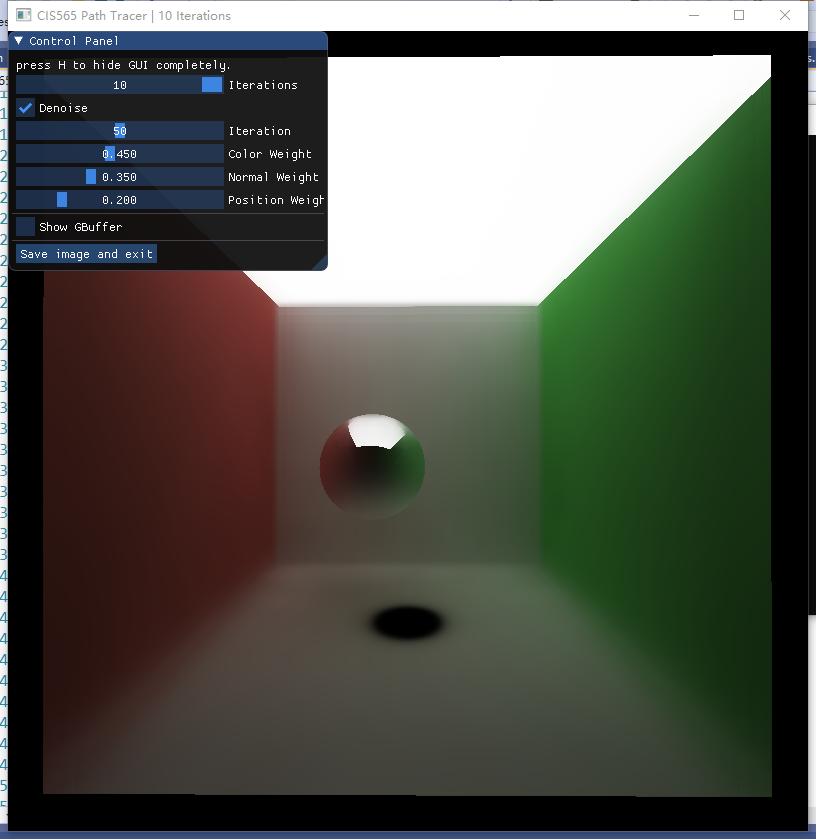 CIS565 Path Tracer | 10 Iterations
▼ Control Panel
press H to hide GUI completely.
10 Iterations
Denoise
50 Iteration
0.450 Color Weight
0.350 Normal Weight
0.200 Position Weigh
Show GBuffer
Save image and exit